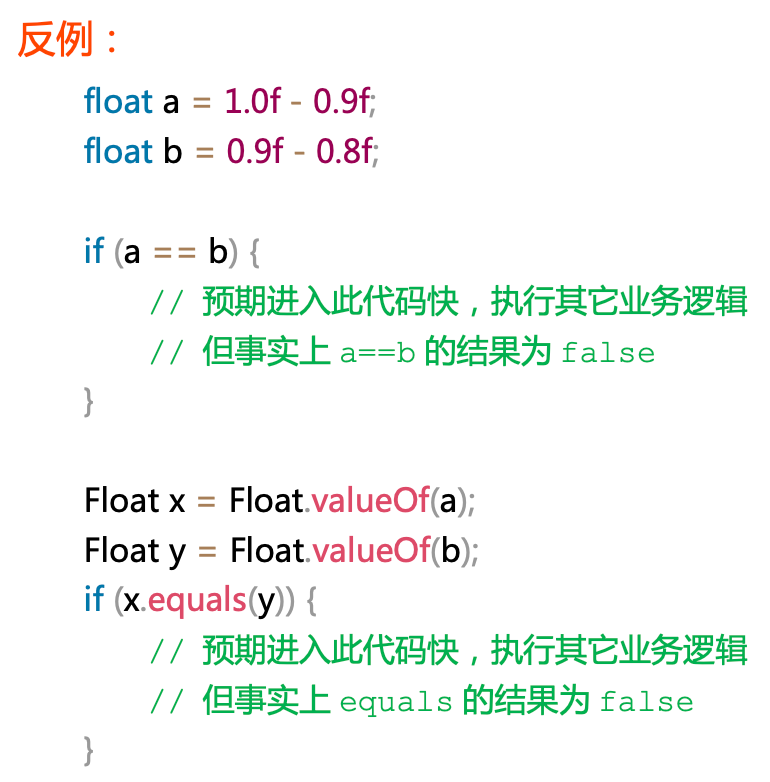 反例：
float a = 1.0f - 0.9f;
float b = 0.9f - 0.8f;
if (a == b) {
// 预期进入此代码快，执行其它业务逻辑
// 但事实上 a==b 的结果为 false
}
Float x = Float.valueOf(a);
Float y = Float.valueOf(b);
if (x.equals(y)) {
// 预期进入此代码快，执行其它业务逻辑
// 但事实上 equals 的结果为 false
}